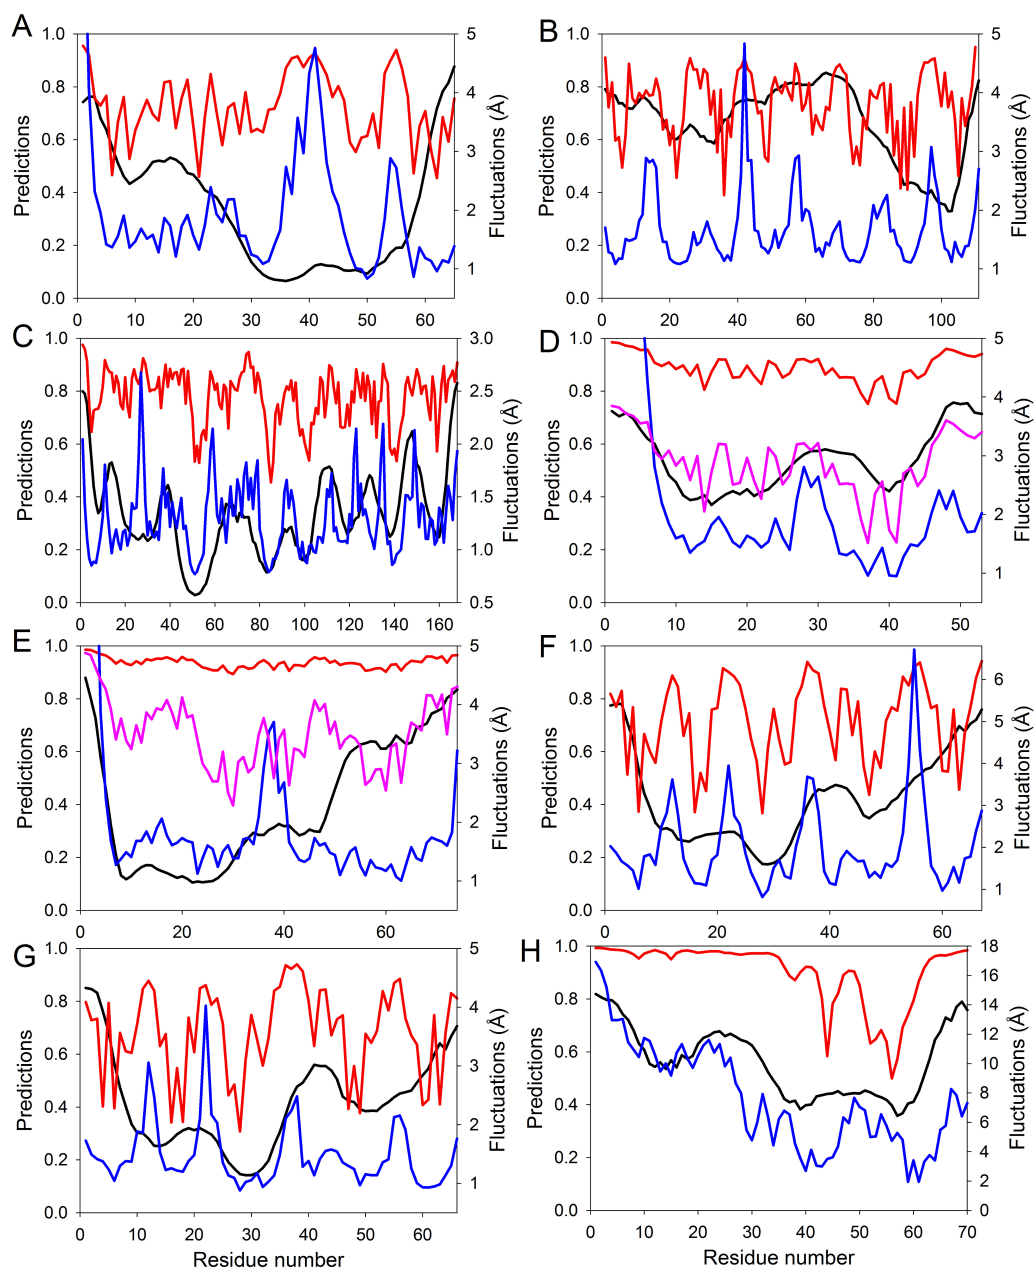 A
B
1.0
0.8
0.6
0.4
0.2
0.0
Predictions
5
4
3
2
1
Fluctuations (Å)
0 10 20 30 40 50 60
1.0
0.8
0.6
0.4
0.2
0.0
Predictions
5
4
3
2
1
Fluctuations (Å)
0 20 40 60 80 100
C
D
1.0
0.8
0.6
0.4
0.2
0.0
Predictions
3.0
2.5
2.0
1.5
1.0
0.5
Fluctuations (Å)
0 20 40 60 80 100 120 140 160
1.0
0.8
0.6
0.4
0.2
0.0
Predictions
5
4
3
2
1
Fluctuations (Å)
0 10 20 30 40 50
E
F
1.0
0.8
0.6
0.4
0.2
0.0
Predictions
5
4
3
2
1
Fluctuations (Å)
0 20 40 60
1.0
0.8
0.6
0.4
0.2
0.0
Predictions
6
5
4
3
2
1
Fluctuations (Å)
0 20 40 60
G
H
1.0
0.8
0.6
0.4
0.2
0.0
Predictions
5
4
3
2
1
Fluctuations (Å)
0 10 20 30 40 50 60
Residue number
1.0
0.8
0.6
0.4
0.2
0.0
Predictions
18
16
14
12
10
8
6
4
2
0
Fluctuations (Å)
0 10 20 30 40 50 60 70
Residue number